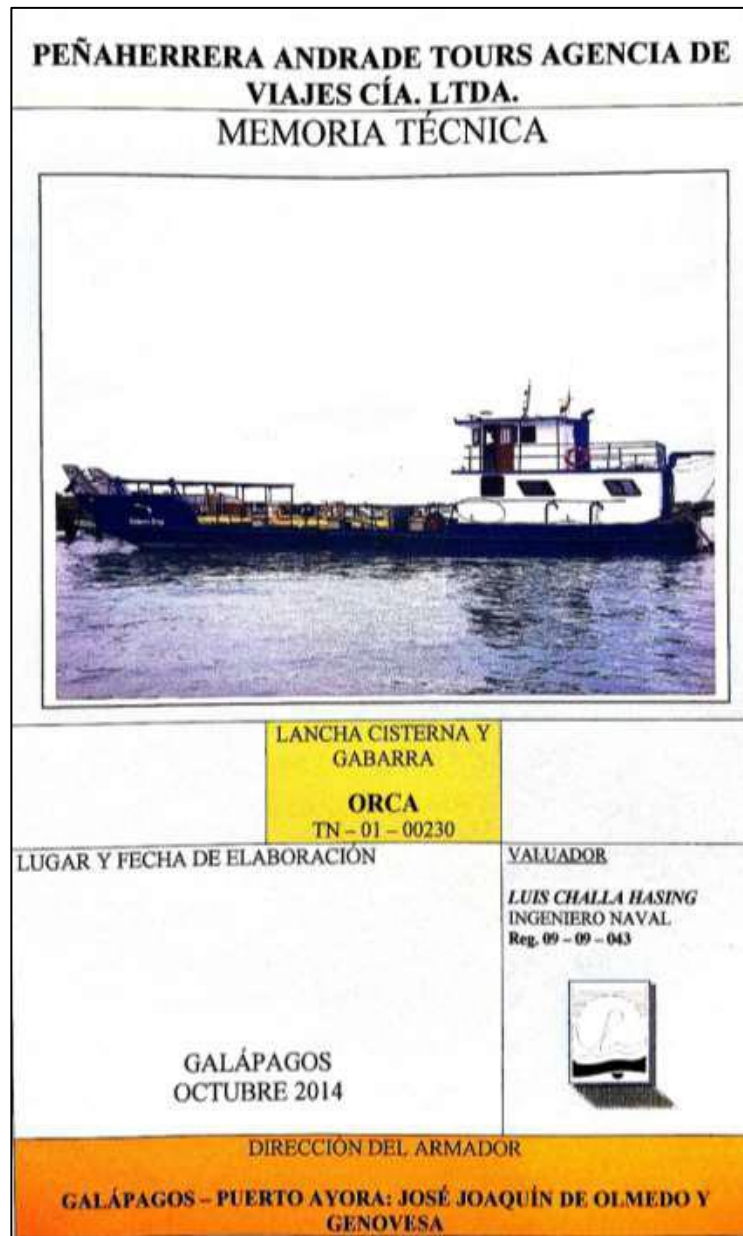 PEÑAHERRERA ANDRADE TOURS AGENCIA DE
VIAJES CÍA. LTDA.
MEMORIA TÉCNICA
LANCHA CISTERNA Y
GABARRA
ORCA
TN – 01 – 00230
LUGAR Y FECHA DE ELABORACIÓN
GALÁPAGOS
OCTUBRE 2014
VALUADOR
LUIS CHALLA HASING
INGENIERO NAVAL
Reg. 09 – 09 – 043
DIRECCIÓN DEL ARMADOR
GALÁPAGOS – PUERTO AYORA: JOSÉ JOAQUÍN DE OLMEDO Y
GENOVESA